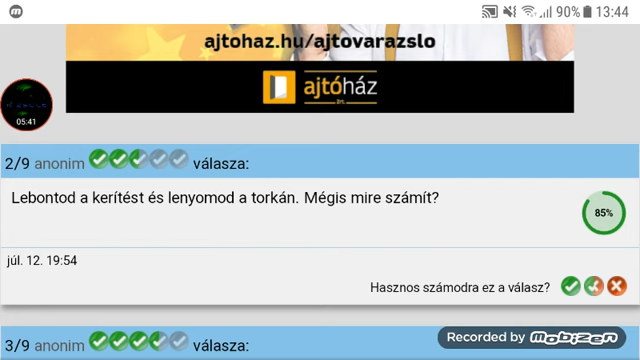 90% 13:44
ajtohaz.hu/ajtovarazslo
ajtóház
Zrt.
05:41
2/9 anonim válasza:
Lebontod a kerítést és lenyomod a torkán. Mégis mire számít?
85%
júl. 12. 19:54
Hasznos számodra ez a válasz?
3/9 anonim válasza:
Recorded by Mobizen